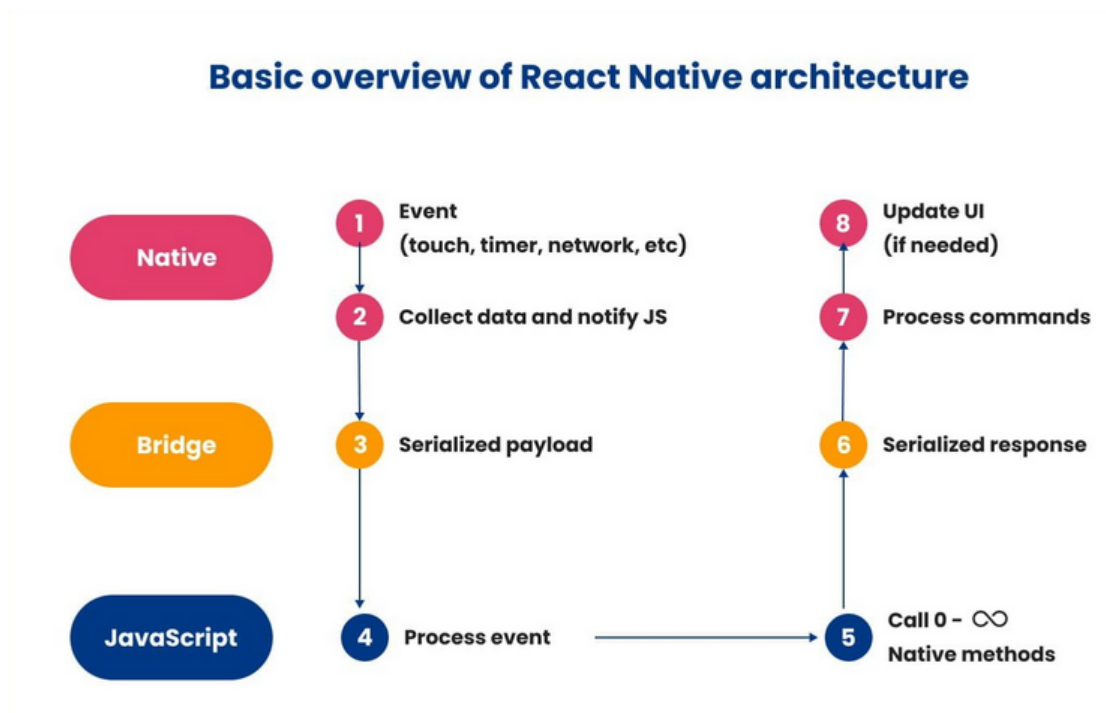 Basic overview of React Native architecture
Native
1
Event
(touch, timer, network, etc)
2
Collect data and notify JS
8
Update UI
(if needed)
7
Process commands
Bridge
3
Serialized payload
6
Serialized response
JavaScript
4
Process event
5
Call 0 - ∞
Native methods